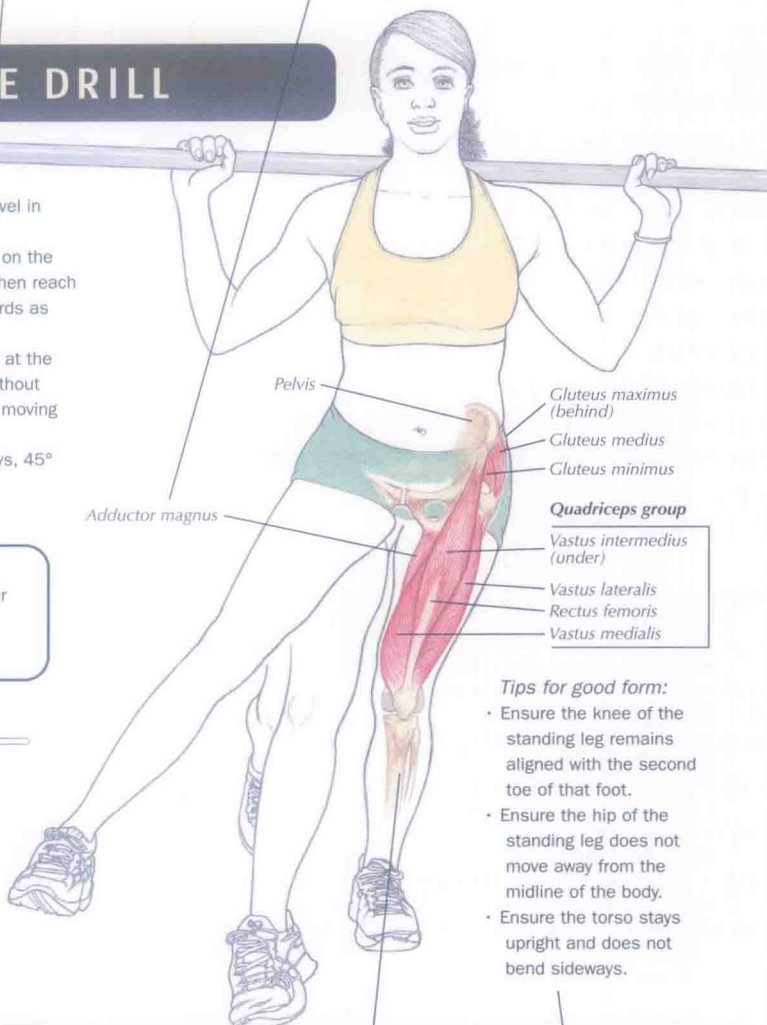 E DRILL
vel in
on the
hen reach
rds as
at the
thout
moving
ys, 45°
r
Pelvis
Adductor magnus
Gluteus maximus
(behind)
Gluteus medius
Gluteus minimus
Quadriceps group
Vastus intermedius
(under)
Vastus lateralis
Rectus femoris
Vastus medialis
Tips for good form:
· Ensure the knee of the
standing leg remains
aligned with the second
toe of that foot.
· Ensure the hip of the
standing leg does not
move away from the
midline of the body.
· Ensure the torso stays
upright and does not
bend sideways.